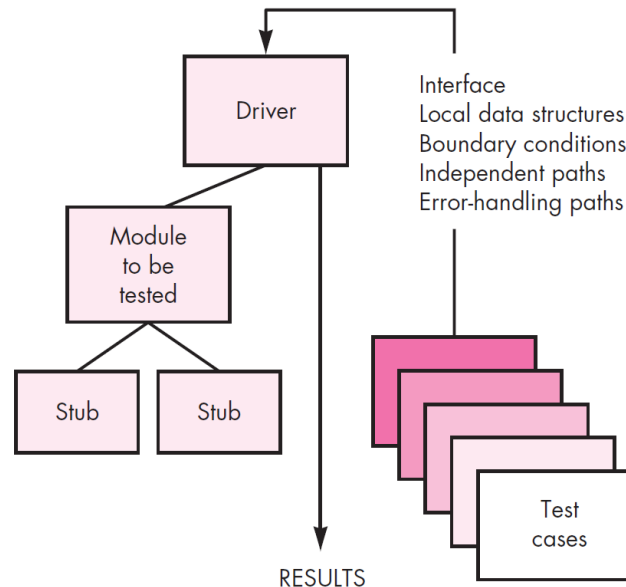 Driver
Interface
Local data structures
Boundary conditions
Independent paths
Error-handling paths
Module
to be
tested
Stub
Stub
Test
cases
RESULTS